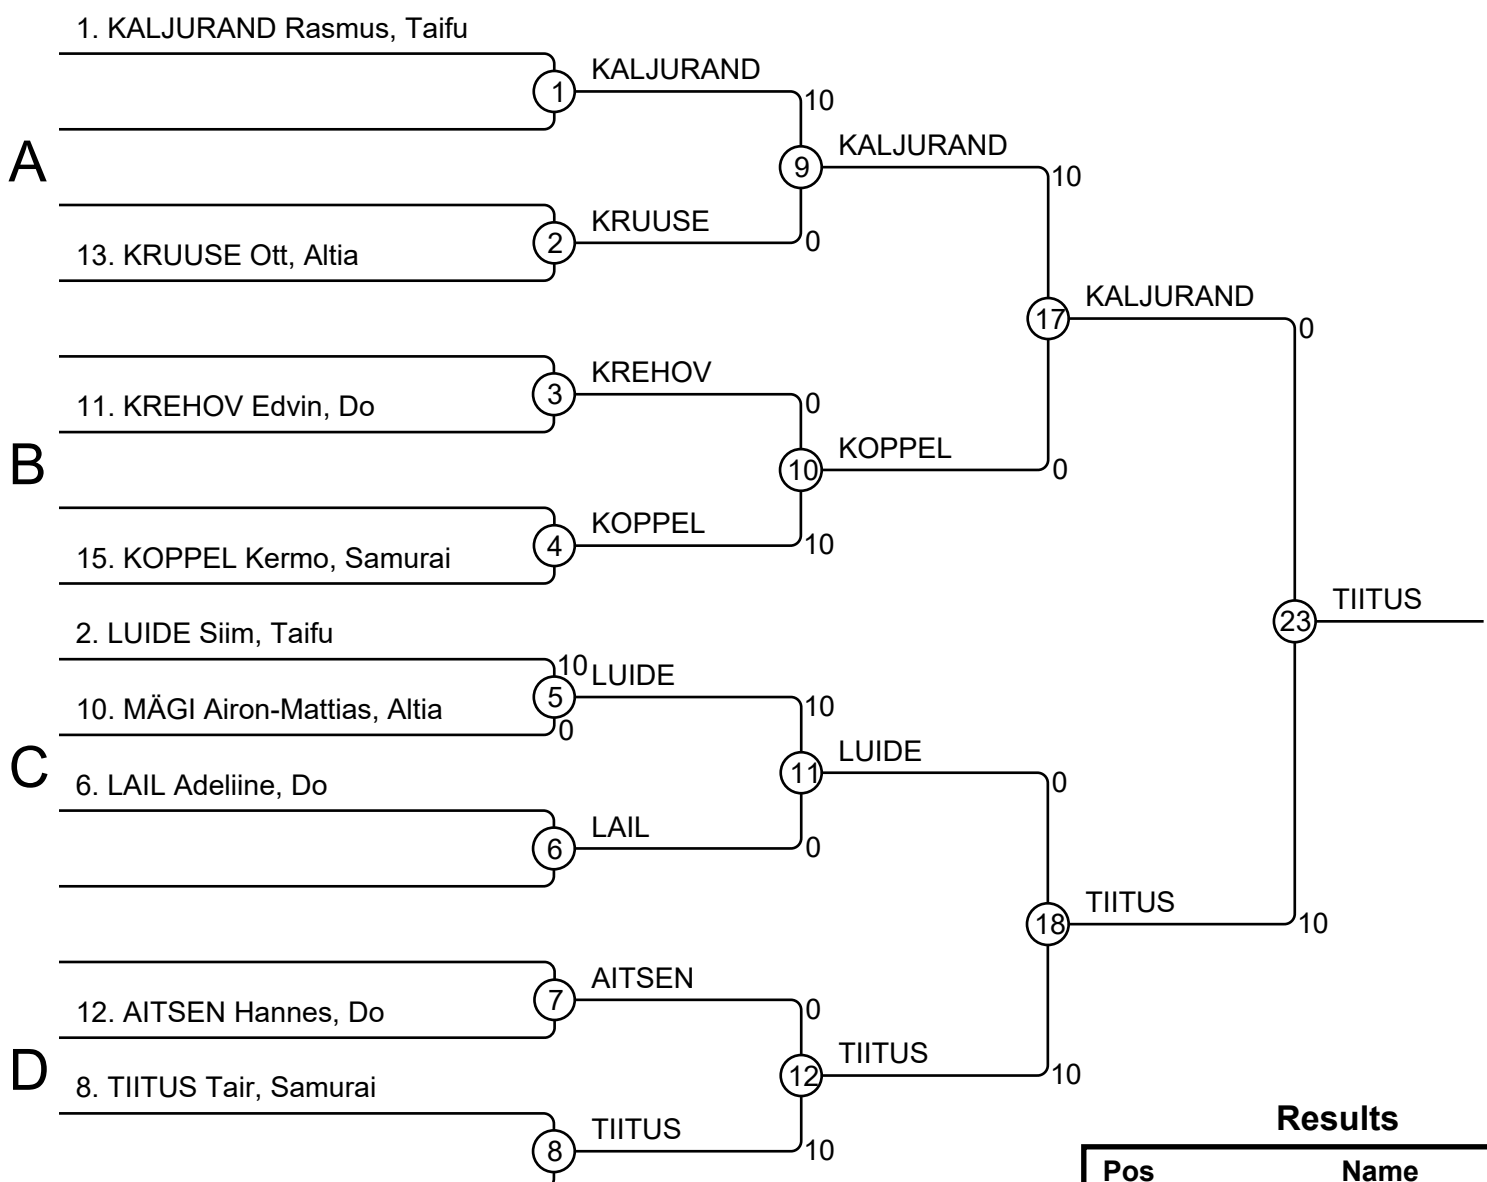 1. KALJURAND Rasmus, Taifu
KALJURAND
1
10
A
KALJURAND
9
10
KRUUSE
13. KRUUSE Ott, Altia
2
0
KALJURAND
17
0
KREHOV
11. KREHOV Edvin, Do
3
0
B
KOPPEL
10
0
KOPPEL
15. KOPPEL Kermo, Samurai
4
10
TIITUS
23
2. LUIDE Siim, Taifu
10
LUIDE
10. MÄGI Airon-Mattias, Altia
5
10
0
C
LUIDE
11
0
6. LAIL Adeliine, Do
LAIL
6
0
TIITUS
18
10
AITSEN
12. AITSEN Hannes, Do
7
0
D
TIITUS
12
10
8. TIITUS Tair, Samurai
TIITUS
8
10
Results
Pos Name